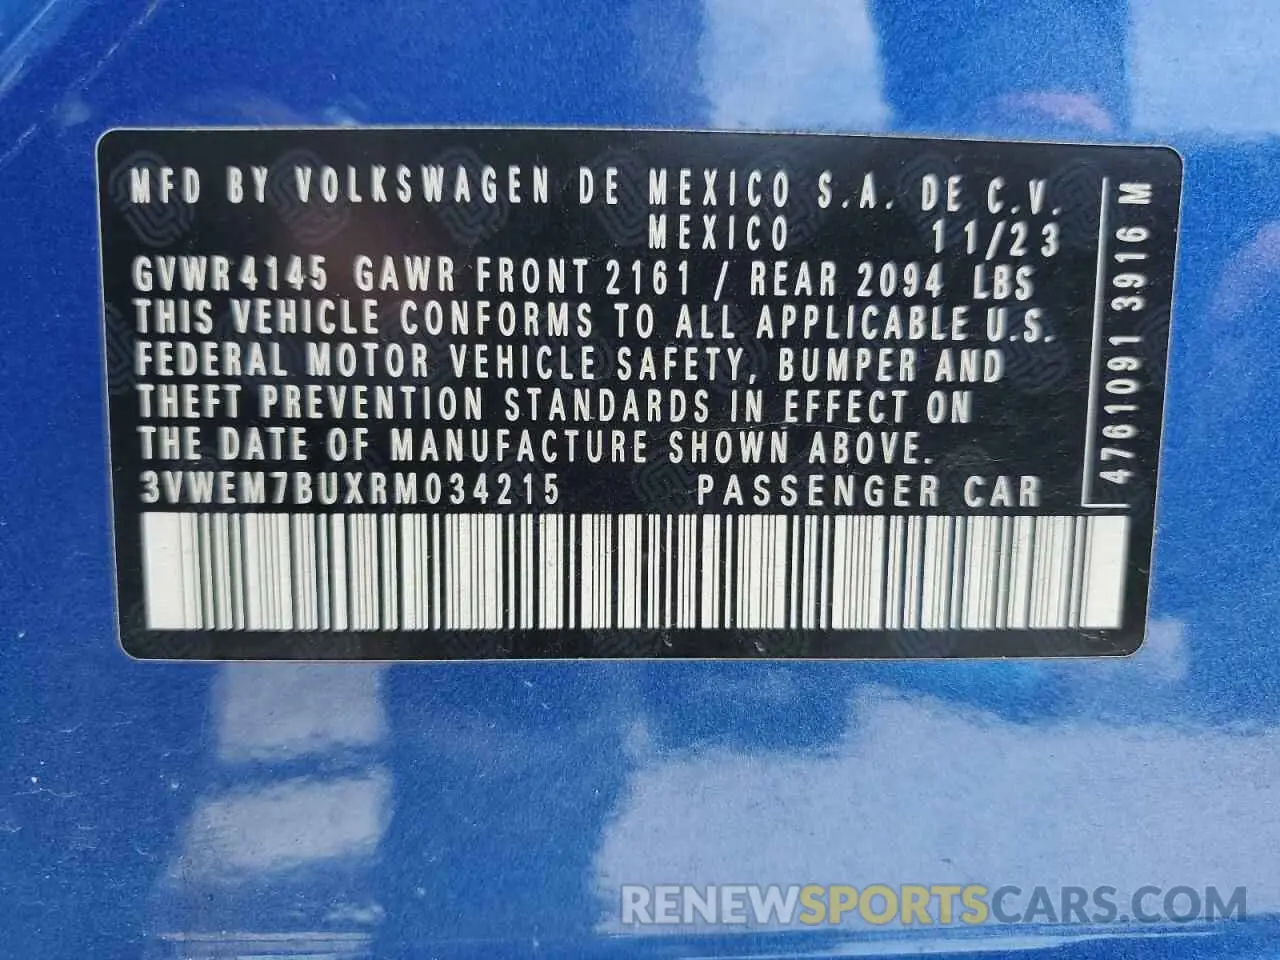 MFD BY VOLKSWAGEN DE MEXICO S.A. DE C.V.
MEXICO 11/23
GVWR 4145 GAWR FRONT 2161 / REAR 2094 LBS
THIS VEHICLE CONFORMS TO ALL APPLICABLE U.S.
FEDERAL MOTOR VEHICLE SAFETY, BUMPER AND
THEFT PREVENTION STANDARDS IN EFFECT ON
THE DATE OF MANUFACTURE SHOWN ABOVE.
3VWEM7BUXRM034215 PASSENGER CAR
4761091 3916 M
RENEWSPORTSCARS.COM